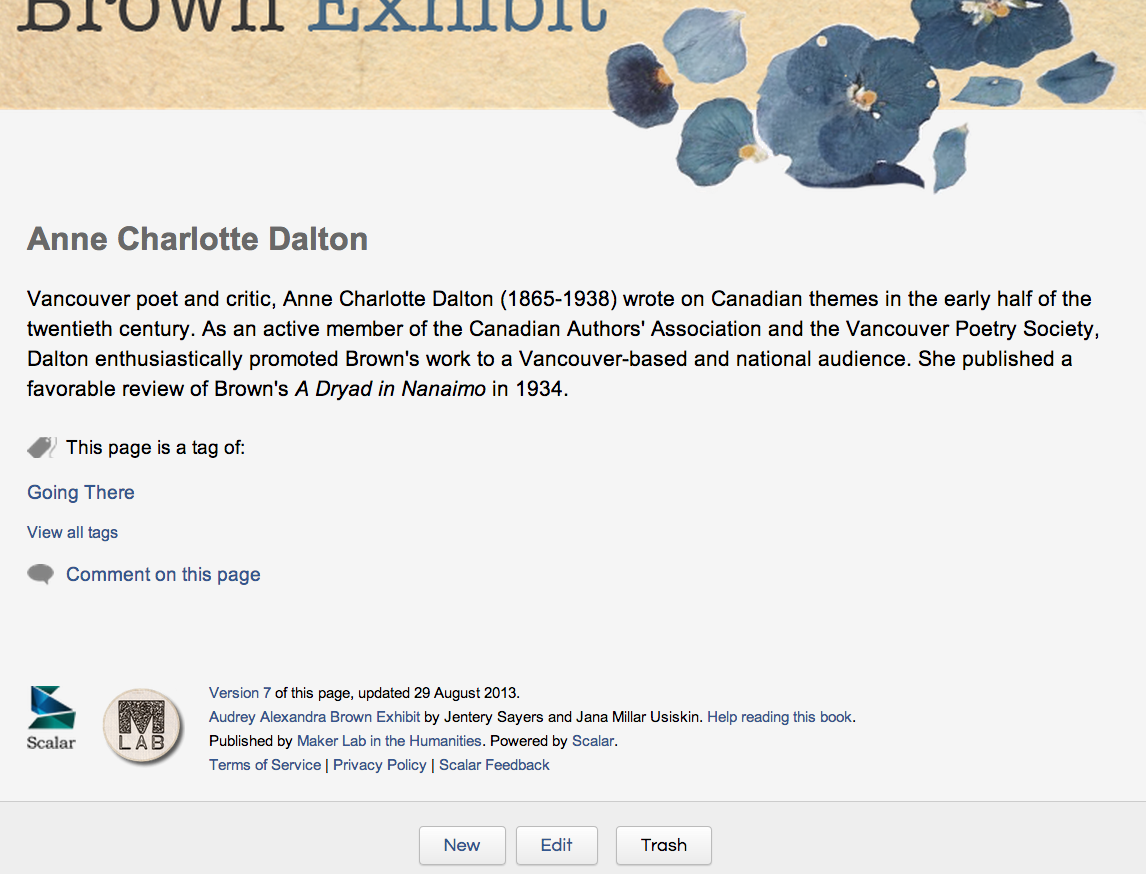 Brown Exhibit
Anne Charlotte Dalton
Vancouver poet and critic, Anne Charlotte Dalton (1865-1938) wrote on Canadian themes in the early half of the
twentieth century. As an active member of the Canadian Authors' Association and the Vancouver Poetry Society,
Dalton enthusiastically promoted Brown's work to a Vancouver-based and national audience. She published a
favorable review of Brown's A Dryad in Nanaimo in 1934.
This page is a tag of:
Going There
View all tags
Comment on this page
Scalar
M
LAB
Version 7 of this page, updated 29 August 2013.
Audrey Alexandra Brown Exhibit by Jentery Sayers and Jana Millar Usiskin. Help reading this book.
Published by Maker Lab in the Humanities. Powered by Scalar.
Terms of Service | Privacy Policy | Scalar Feedback
New Edit Trash